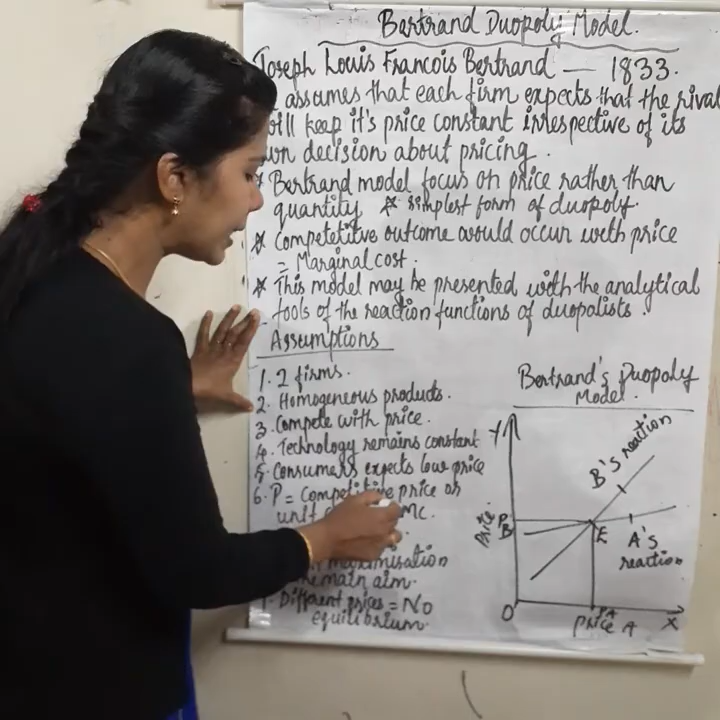 Bertrand Duopoly Model.
Joseph Louis Francois Bertrand — 1833.
assumes that each firm expects that the rival
will keep it's price constant irrespective of its
own decision about pricing.
* Bertrand model focus on price rather than
quantity * simplest form of duopoly.
* Competetitve outcome would occur with price
= Marginal cost.
* This model may be presented with the analytical
tools of the reaction functions of duopolists.
Assumptions
1. 2 firms.
2. Homogeneous products.
3. Compete with price.
4. Technology remains constant
5. Consumers expects low price
6. P = Competitive price or
unit MC.
maximisation
main aim.
Different prices = No
equilibrium.
Bertrand's Duopoly
Model.
Y
Price B
P
B's reaction
E
A's
reaction
O
PA
Price A
X